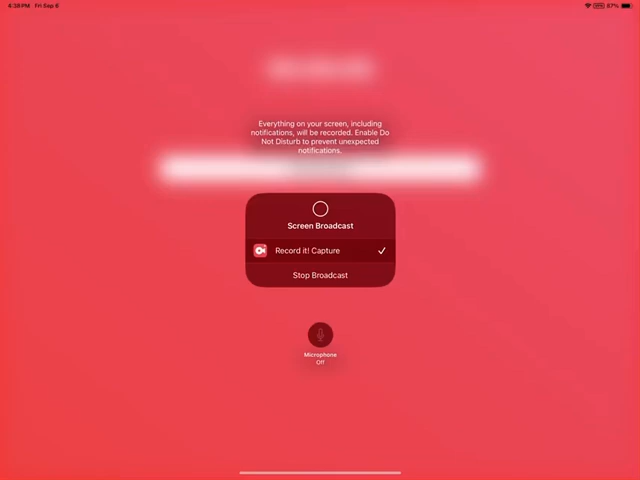 4:38 PM Fri Sep 6
87%
Everything on your screen, including
notifications, will be recorded. Enable Do
Not Disturb to prevent unexpected
notifications.
Screen Broadcast
Record it! Capture
Stop Broadcast
Microphone
Off